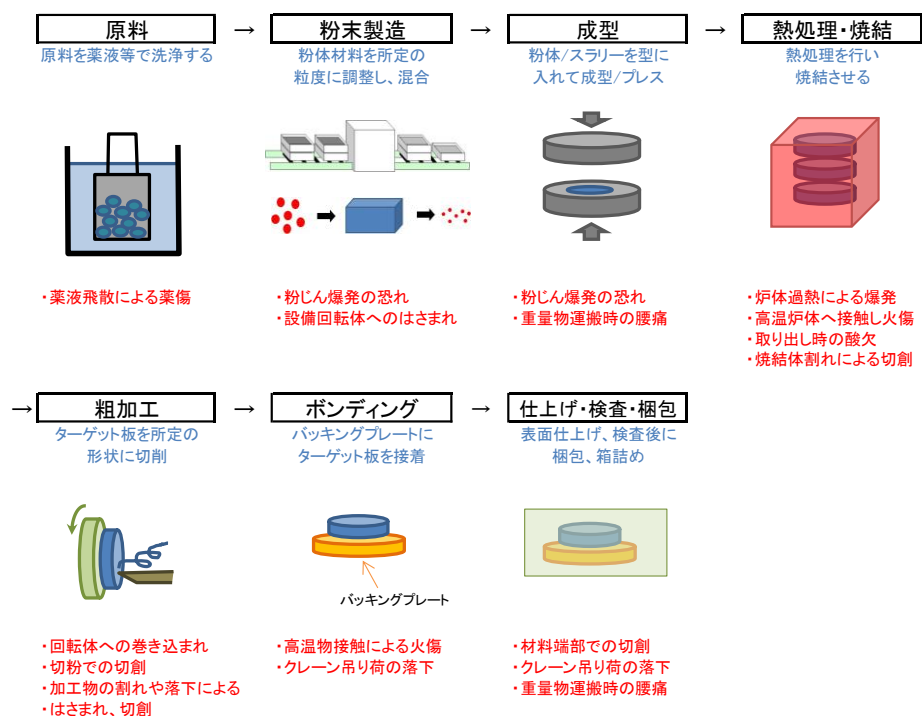 原料
原料を薬液等で洗浄する
・薬液飛散による薬傷
→
粉末製造
粉体材料を所定の
粒度に調整し、混合
・粉じん爆発の恐れ
・設備回転体へのはさまれ
→
成型
粉体/スラリーを型に
入れて成型/プレス
・粉じん爆発の恐れ
・重量物運搬時の腰痛
→
熱処理・焼結
熱処理を行い
焼結させる
・炉体過熱による爆発
・高温炉体へ接触し火傷
・取り出し時の酸欠
・焼結体割れによる切創
→
粗加工
ターゲット板を所定の
形状に切削
・回転体への巻き込まれ
・切粉での切創
・加工物の割れや落下による
・はさまれ、切創
→
ボンディング
バッキングプレートに
ターゲット板を接着
バッキングプレート
・高温物接触による火傷
・クレーン吊り荷の落下
→
仕上げ・検査・梱包
表面仕上げ、検査後に
梱包、箱詰め
・材料端部での切創
・クレーン吊り荷の落下
・重量物運搬時の腰痛